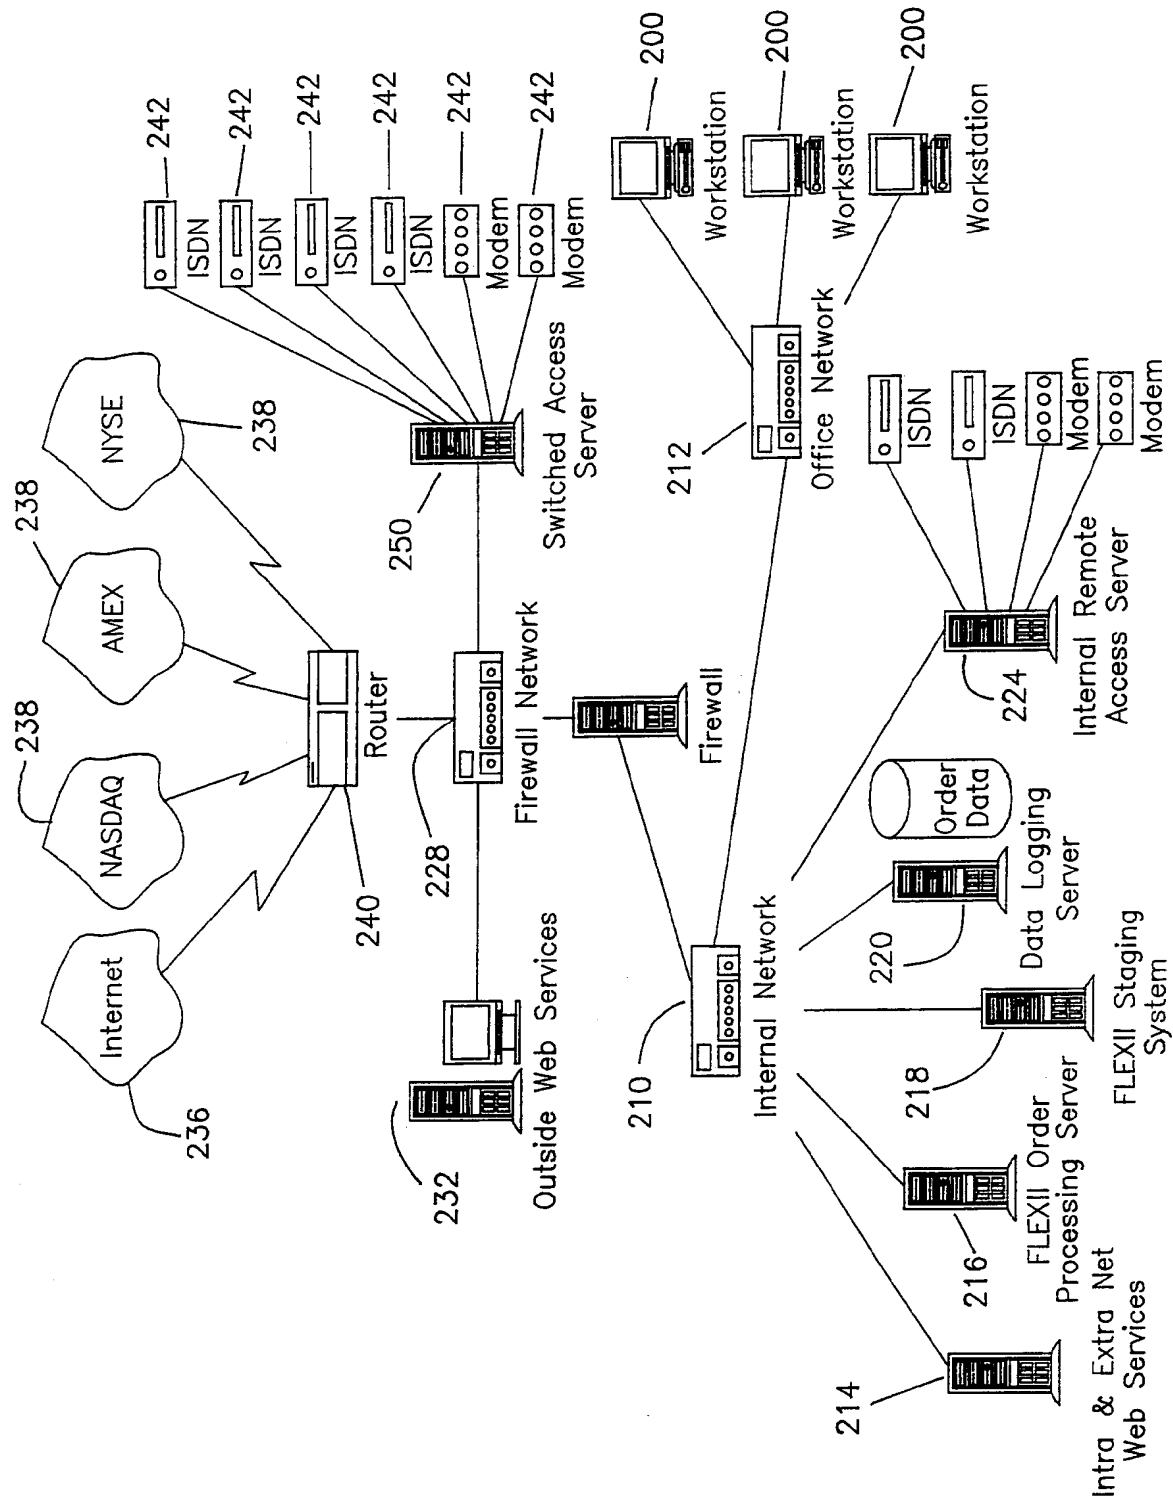 Internet
NASDAQ
AMEX
NYSE
236
238
238
238
240
Router
242
242
242
242
242
242
ISDN
ISDN
ISDN
ISDN
Modem
Modem
232
Outside Web Services
228
Firewall Network
250
Switched Access
Server
Firewall
210
Internal Network
212
Office Network
200
200
200
Workstation
Workstation
Workstation
214
Intra & Extra Net
Web Services
216
FLEXII Order
Processing Server
218
FLEXII Staging
System
220
Data Logging
Server
Order
Data
224
Internal Remote
Access Server
ISDN
ISDN
Modem
Modem